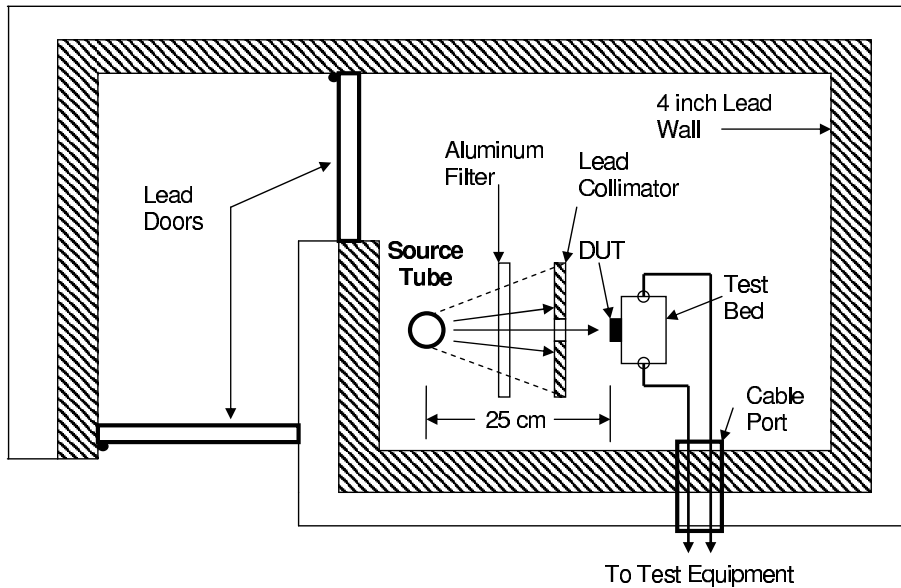 4 inch Lead
Wall
Aluminum
Filter
Lead
Collimator
Lead
Doors
Source
Tube
DUT
Test
Bed
25 cm
Cable
Port
To Test Equipment